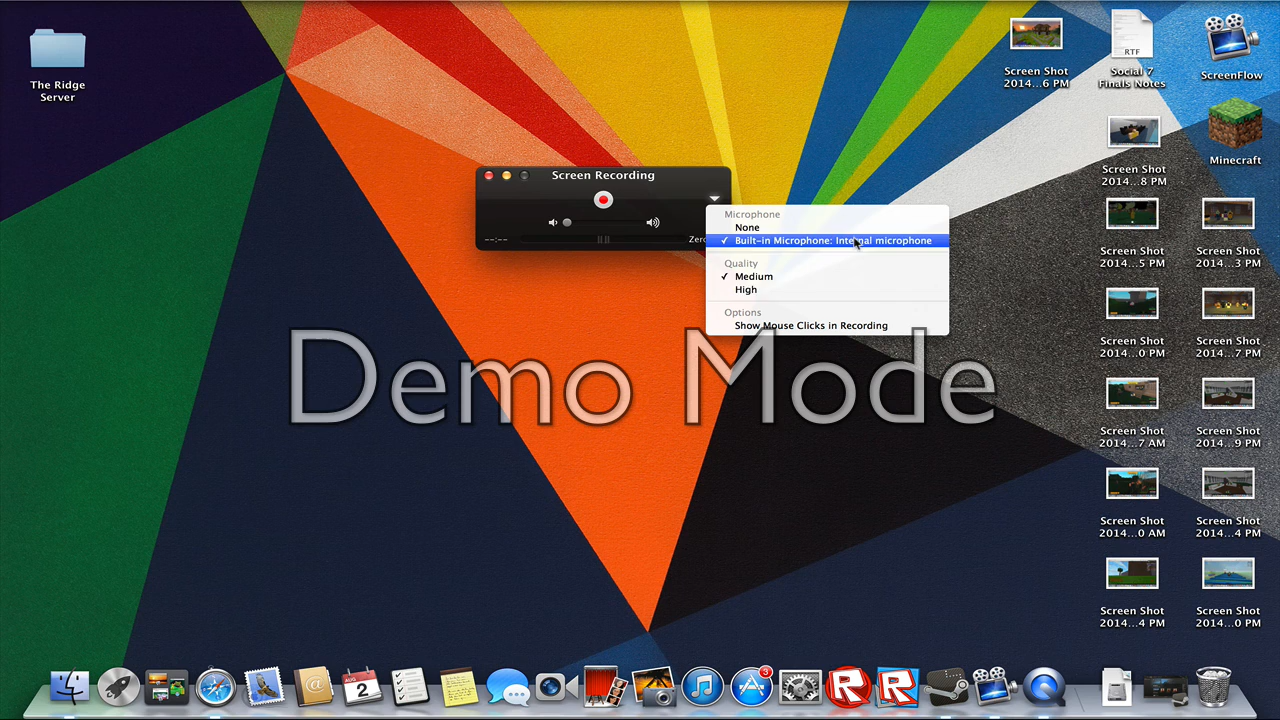 The Ridge
Server
Screen Shot
2014...6 PM
RTF
Social 7
Finals Notes
ScreenFlow
Screen Shot
2014...8 PM
Minecraft
Screen Recording
--:--
Zero
Microphone
None
✓ Built-in Microphone: Internal microphone
Quality
✓ Medium
High
Options
Show Mouse Clicks in Recording
Demo Mode
Screen Shot
2014...5 PM
Screen Shot
2014...3 PM
Screen Shot
2014...0 PM
Screen Shot
2014...7 PM
Screen Shot
2014...7 AM
Screen Shot
2014...9 PM
Screen Shot
2014...0 AM
Screen Shot
2014...4 PM
Screen Shot
2014...4 PM
Screen Shot
2014...0 PM
AUG
2
3